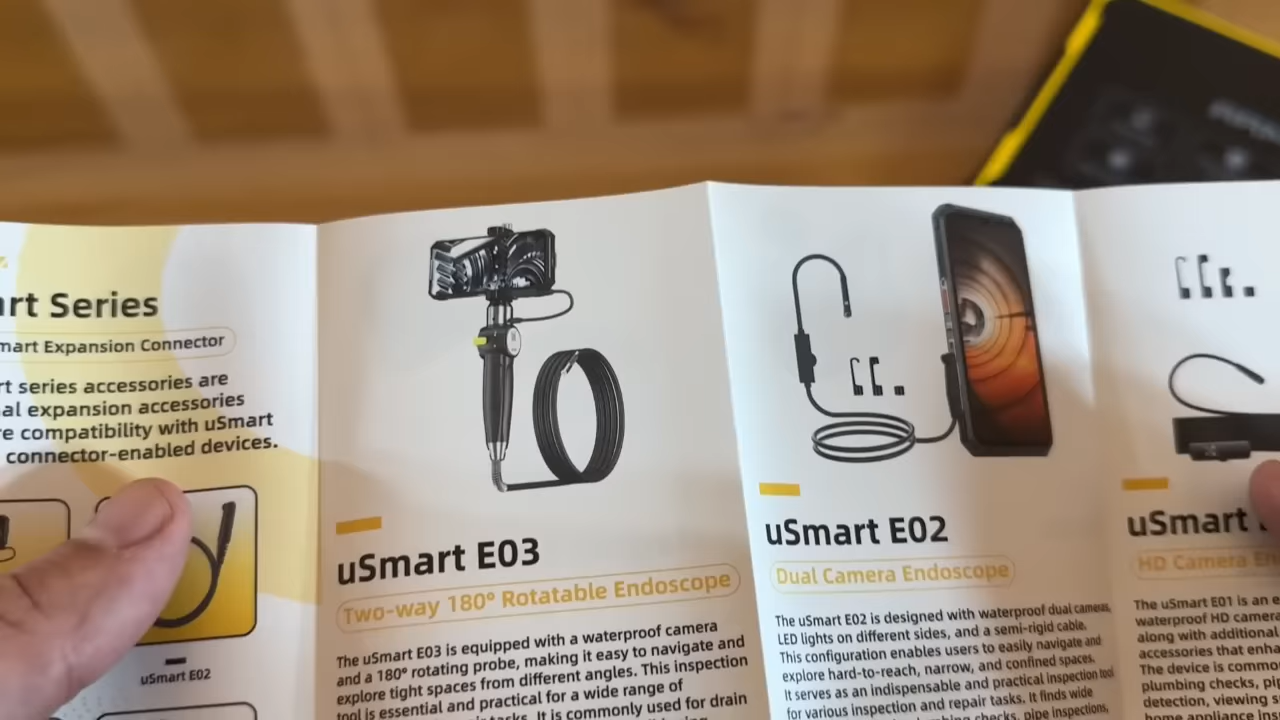 rt Series
mart Expansion Connector
rt series accessories are
al expansion accessories
re compatibility with uSmart
connector-enabled devices.
uSmart E02
uSmart E03
Two-way 180° Rotatable Endoscope
The uSmart E03 is equipped with a waterproof camera
and a 180° rotating probe, making it easy to navigate and
explore tight spaces from different angles. This inspection
tool is essential and practical for a wide range of
tasks. It is commonly used for drain
uSmart E02
Dual Camera Endoscope
The uSmart E02 is designed with waterproof dual cameras,
LED lights on different sides, and a semi-rigid cable.
This configuration enables users to easily navigate and
explore hard-to-reach, narrow, and confined spaces.
It serves as an indispensable and practical inspection tool
for various inspection and repair tasks. It finds wide
checks, pipe inspections,
uSmart
HD Camera En
The uSmart E01 is an e
waterproof HD camera
along with additional
accessories that enha
The device is commo
plumbing checks, pip
detection, viewing s